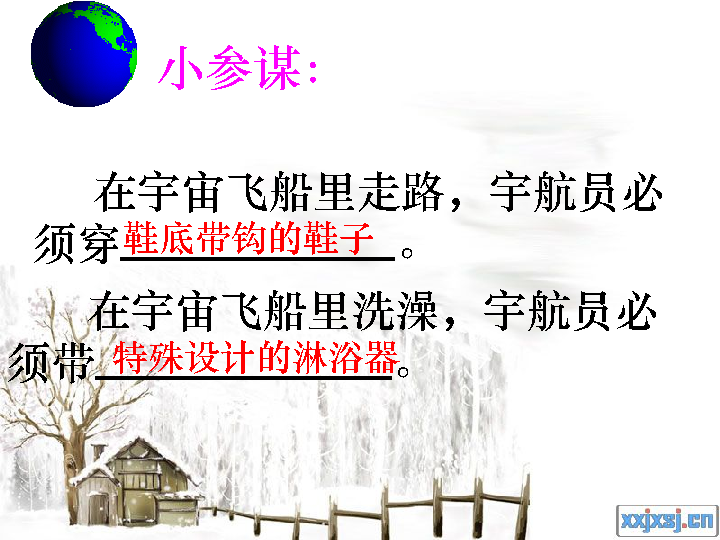 小参谋：
在宇宙飞船里走路，宇航员必
须穿鞋底带钩的鞋子。
在宇宙飞船里洗澡，宇航员必
须带特殊设计的淋浴器。
xxjxsj.cn